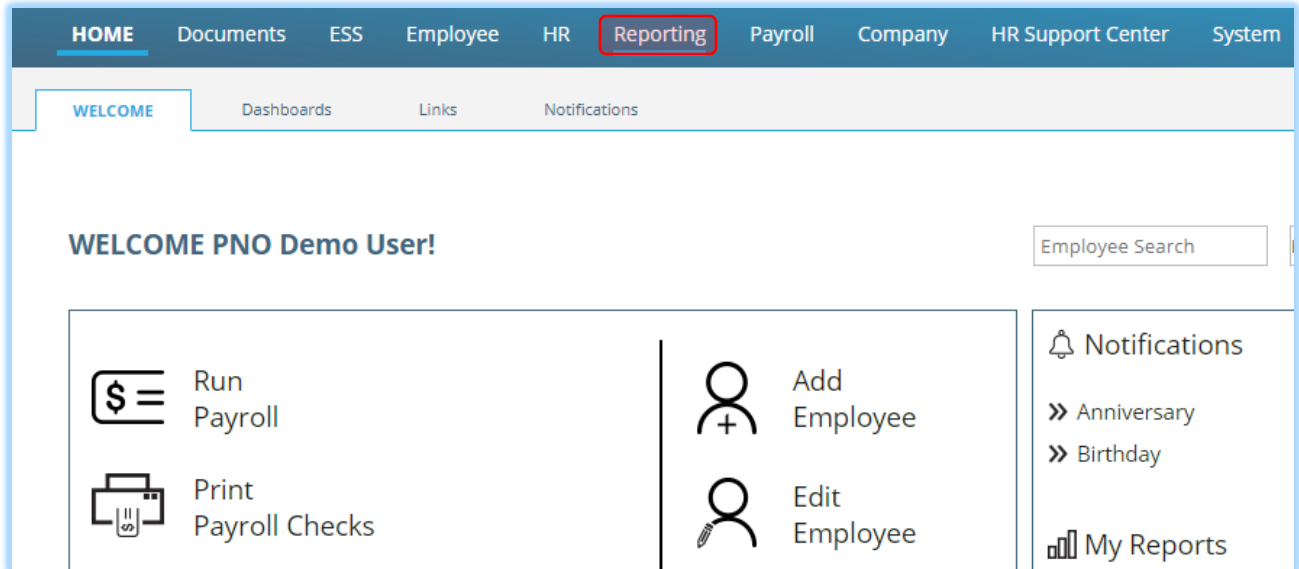 HOME Documents ESS Employee HR Reporting Payroll Company HR Support Center System
WELCOME Dashboards Links Notifications
WELCOME PNO Demo User!
Employee Search
Run
Payroll
Print
Payroll Checks
Add
Employee
Edit
Employee
Notifications
Anniversary
Birthday
My Reports